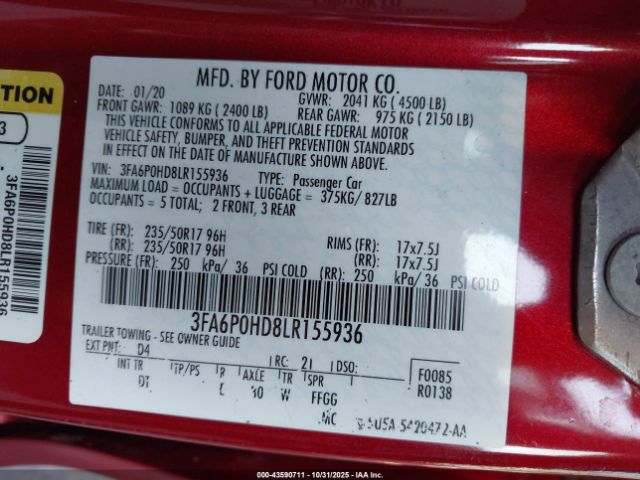 MFD. BY FORD MOTOR CO.
DATE: 01/20 GVWR: 2041 KG ( 4500 LB)
FRONT GAWR: 1089 KG ( 2400 LB) REAR GAWR: 975 KG ( 2150 LB)
THIS VEHICLE CONFORMS TO ALL APPLICABLE FEDERAL MOTOR
VEHICLE SAFETY, BUMPER, AND THEFT PREVENTION STANDARDS
IN EFFECT ON THE DATE OF MANUFACTURE SHOWN ABOVE.
VIN: 3FA6P0HD8LR155936 TYPE: Passenger Car
MAXIMUM LOAD = OCCUPANTS + LUGGAGE = 375KG/ 827LB
OCCUPANTS = 5 TOTAL; 2 FRONT, 3 REAR
TIRE (FR): 235/50R17 96H RIMS (FR): 17x7.5J
(RR): 235/50R17 96H (RR): 17x7.5J
PRESSURE (FR): 250 kPa/ 36 PSI COLD (RR): 250 kPa/ 36 PSI COLD
3FA6P0HD8LR155936
TRAILER TOWING - SEE OWNER GUIDE
EXT PNT: D4 RC: 21 DSO: F0085
INT TR TP/PS R AXLE TR SPR R0138
W FFGG
MC 5420472-AA
TION
3
3FA6P0HD8LR155936
000-43590711 - 10/31/2025 - IAAI, Inc.